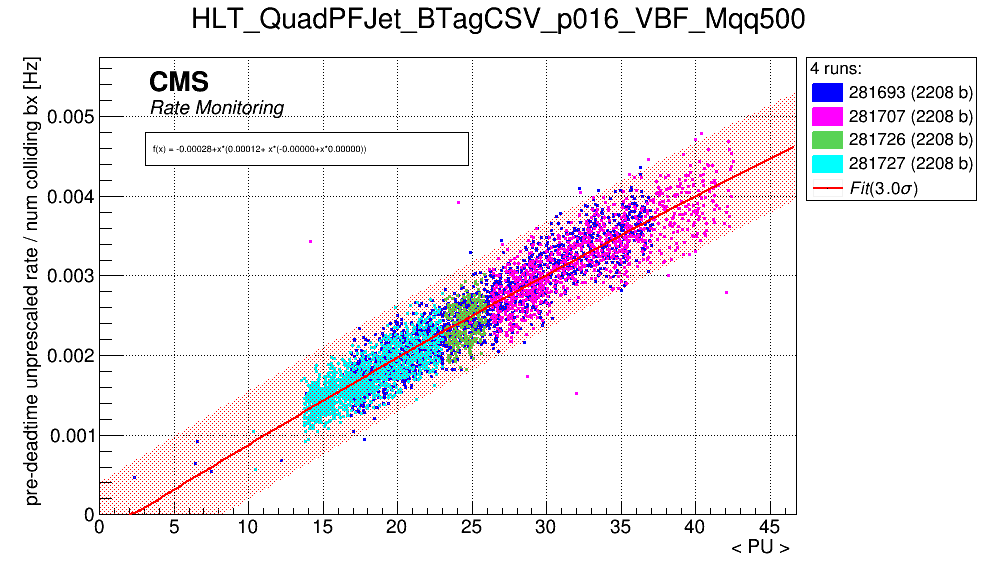 HLT_QuadPFJet_BTagCSV_p016_VBF_Mqq500
pre-deadtime unprescaled rate / num colliding bx [Hz]
CMS
Rate Monitoring
f(x) = -0.00028+x*(0.00012+ x*(-0.00000+x*0.00000))
4 runs:
281693 (2208 b)
281707 (2208 b)
281726 (2208 b)
281727 (2208 b)
Fit(3.0σ)
0.005
0.004
0.003
0.002
0.001
0
0 5 10 15 20 25 30 35 40 45
< PU >